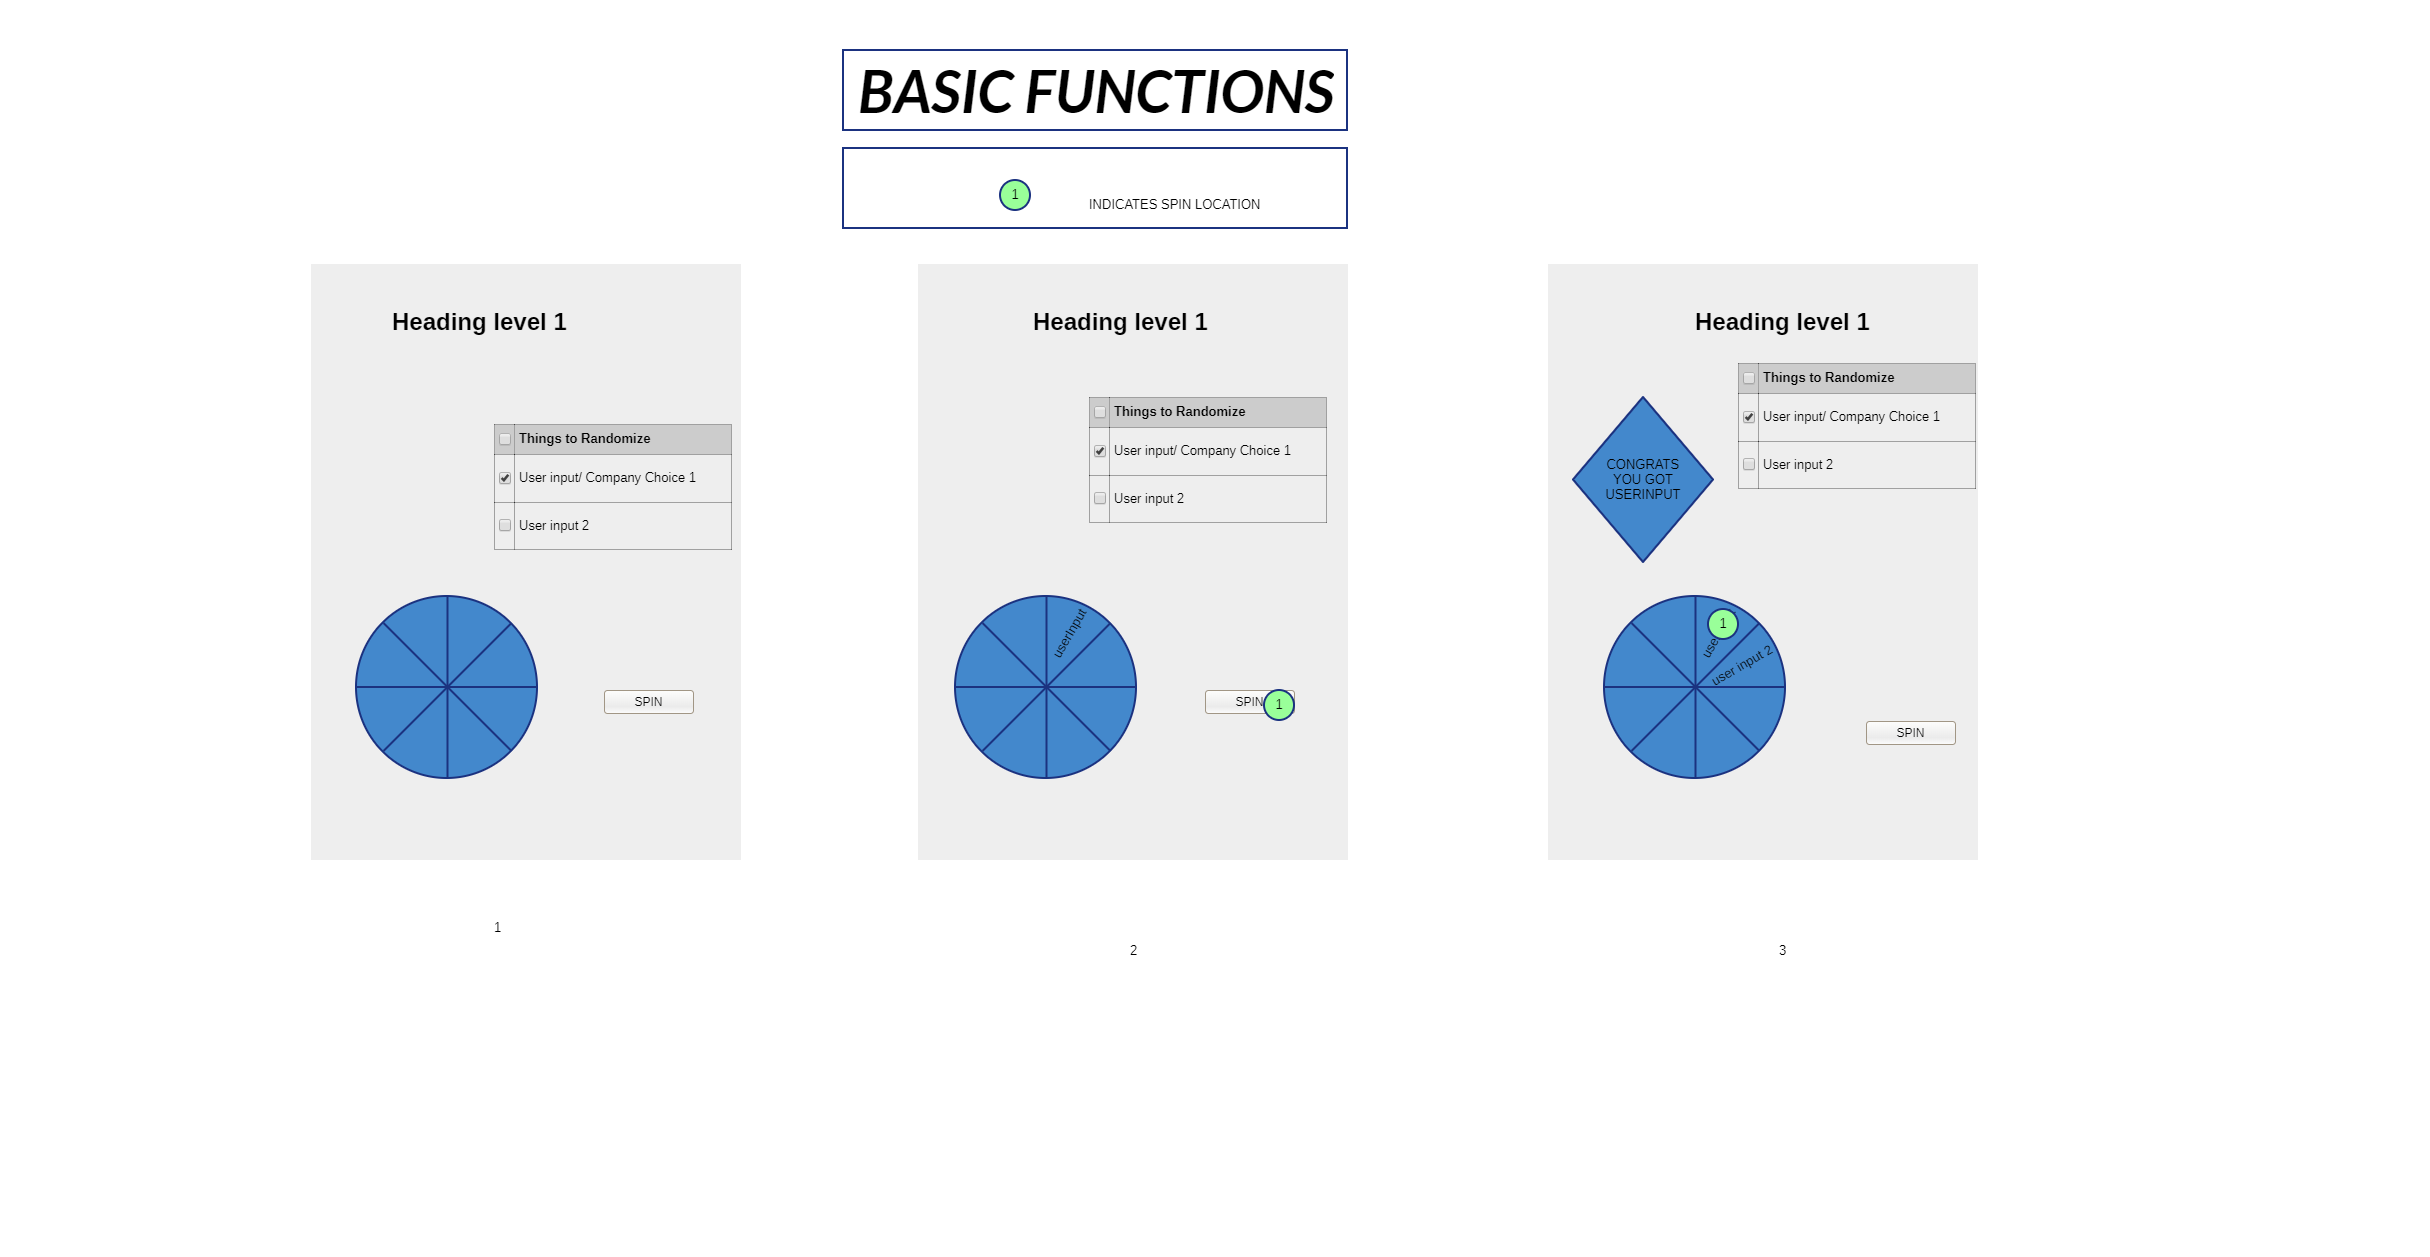 BASIC FUNCTIONS
1
INDICATES SPIN LOCATION
Heading level 1
Things to Randomize
User input/ Company Choice 1
User input 2
SPIN
1
Heading level 1
Things to Randomize
User input/ Company Choice 1
User input 2
userInput
SPIN
1
2
Heading level 1
Things to Randomize
User input/ Company Choice 1
User input 2
CONGRATS
YOU GOT
USERINPUT
1
user input 2
SPIN
3